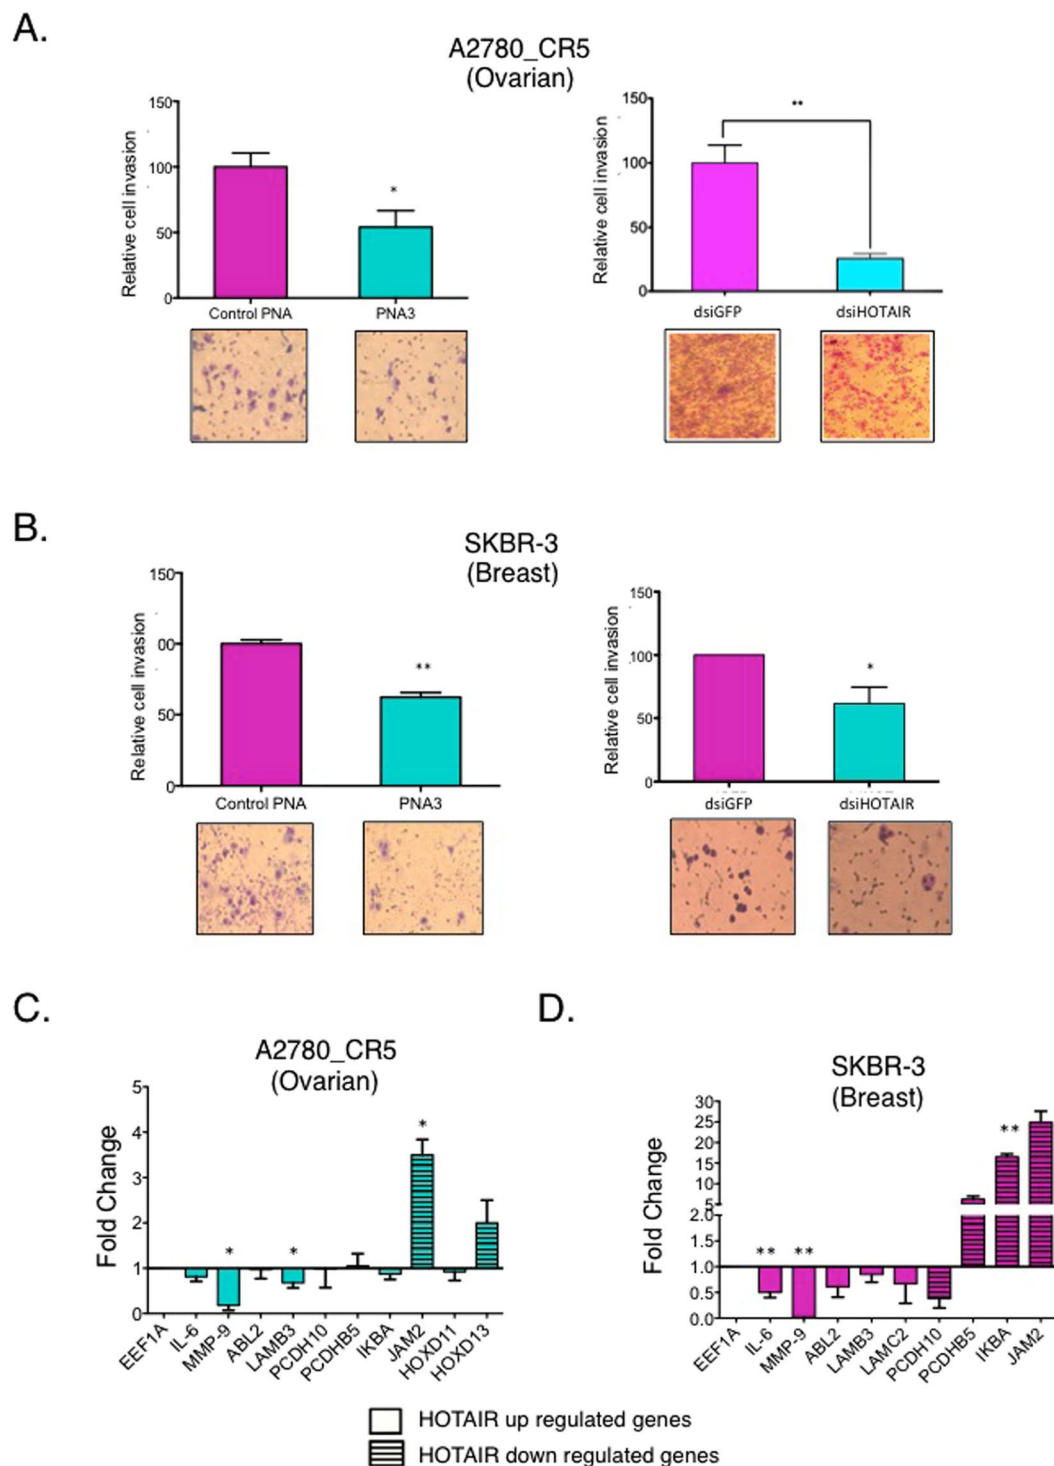 A.
A2780_CR5
(Ovarian)
150
100
50
0
Relative cell invasion
*
Control PNA
PNA3
150
100
50
0
Relative cell invasion
**
dsiGFP
dsiHOTAIR
B.
SKBR-3
(Breast)
150
00
50
0
Relative cell invasion
**
Control PNA
PNA3
150
100
50
0
Relative cell invasion
*
dsiGFP
dsiHOTAIR
C.
A2780_CR5
(Ovarian)
5
4
3
2
1
0
Fold Change
* * *
EEF1A
IL-6
MMP-9
ABL2
LAMB3
PCDH10
PCDHB5
IKBA
JAM2
HOXD11
HOXD13
D.
SKBR-3
(Breast)
30
25
20
15
10
5
2.0
1.5
1.0
0.5
0.0
Fold Change
** ** **
EEF1A
IL-6
MMP-9
ABL2
LAMB3
LAMC2
PCDH10
PCDHB5
IKBA
JAM2
HOTAIR up regulated genes
HOTAIR down regulated genes